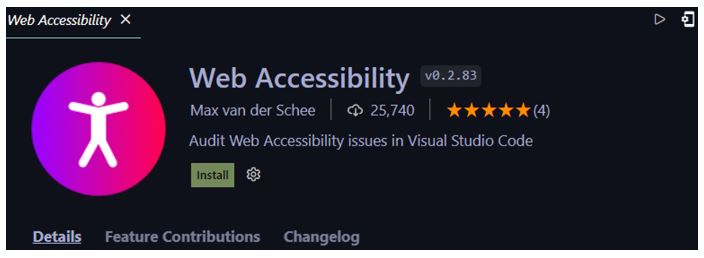 Web Accessibility
Web Accessibility v0.2.83
Max van der Schee 25,740 (4)
Audit Web Accessibility issues in Visual Studio Code
Install
Details Feature Contributions Changelog